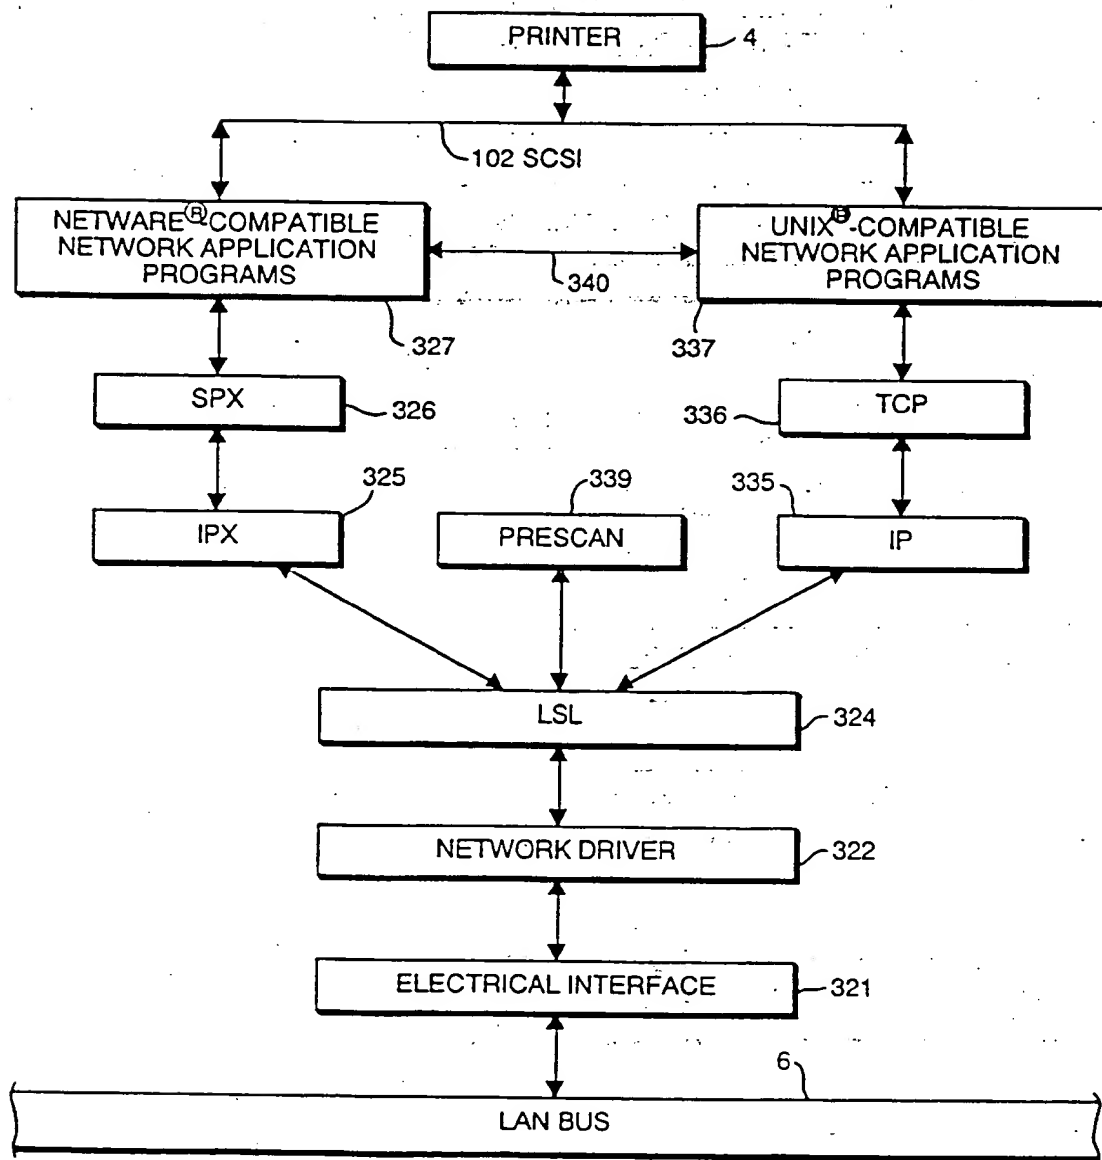 PRINTER
4
102 SCSI
NETWARE®-COMPATIBLE
NETWORK APPLICATION
PROGRAMS
UNIX®-COMPATIBLE
NETWORK APPLICATION
PROGRAMS
340
327
337
SPX
326
TCP
336
325
339
335
IPX
PRESCAN
IP
LSL
324
NETWORK DRIVER
322
ELECTRICAL INTERFACE
321
6
LAN BUS